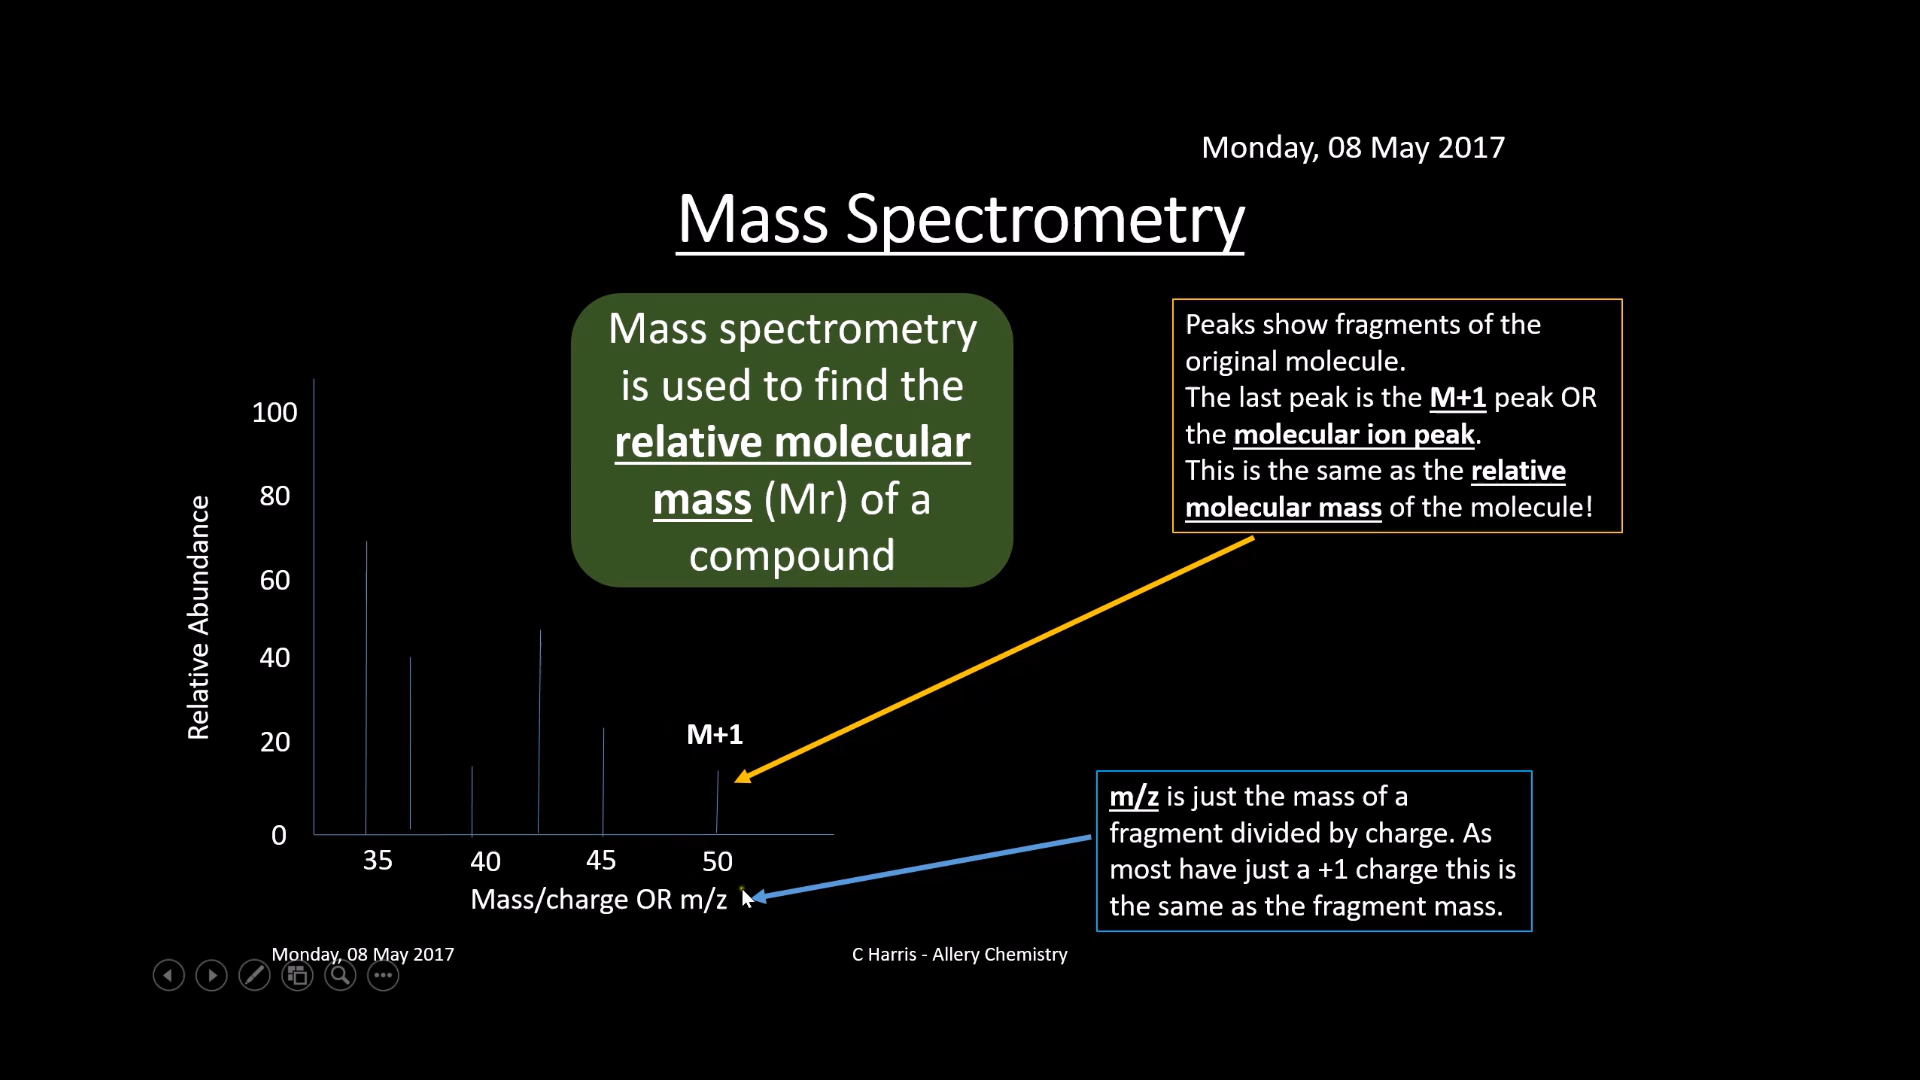 Monday, 08 May 2017
Mass Spectrometry
Mass spectrometry
is used to find the
relative molecular
mass (Mr) of a
compound
Peaks show fragments of the
original molecule.
The last peak is the M+1 peak OR
the molecular ion peak.
This is the same as the relative
molecular mass of the molecule!
Relative Abundance
100
80
60
40
20
0
M+1
35
40
45
50
Mass/charge OR m/z
m/z is just the mass of a
fragment divided by charge. As
most have just a +1 charge this is
the same as the fragment mass.
Monday, 08 May 2017
C Harris - Allery Chemistry